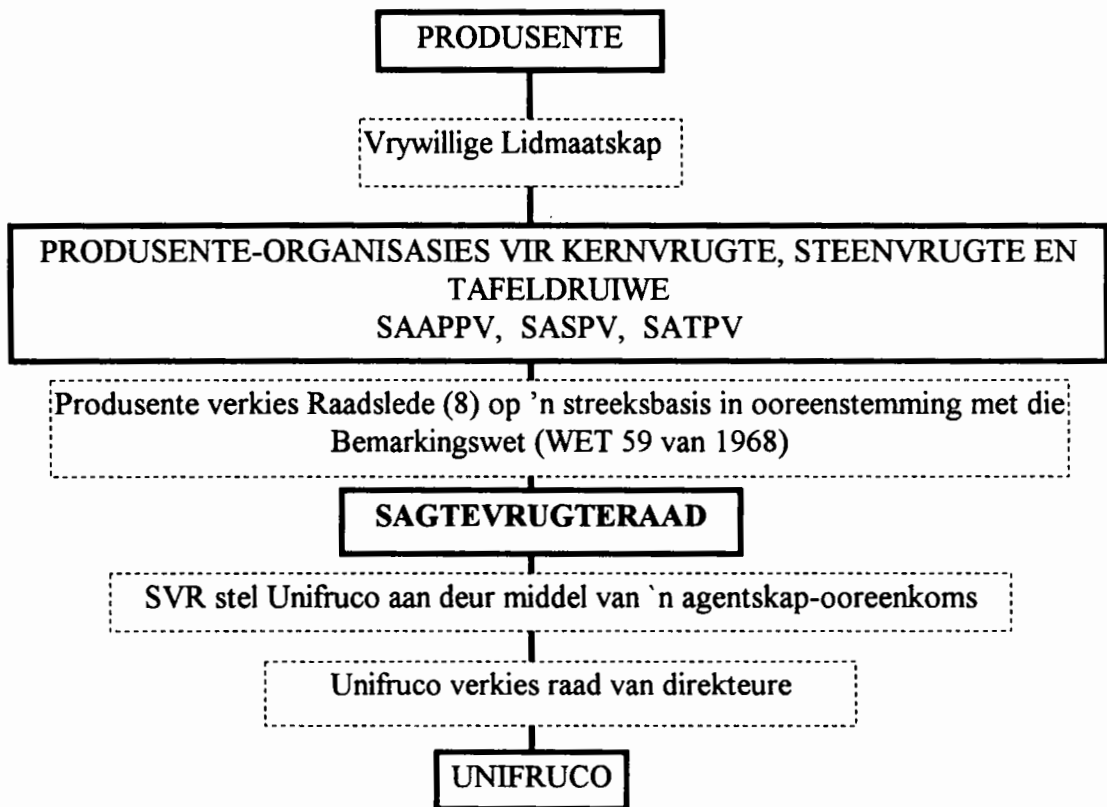 PRODUSENTE
Vrywillige Lidmaatskap
PRODUSENTE-ORGANISASIES VIR KERNVRUGTE, STEENVRUGTE EN
TAFELDRUIWE
SAAPPV, SASPV, SATPV
Produsente verkies Raadslede (8) op 'n streeksbasis in ooreenstemming met die
Bemarkingswet (WET 59 van 1968)
SAGTEVRUGTERAAD
SVR stel Unifruco aan deur middel van `n agentskap-ooreenkoms
Unifruco verkies raad van direkteure
UNIFRUCO